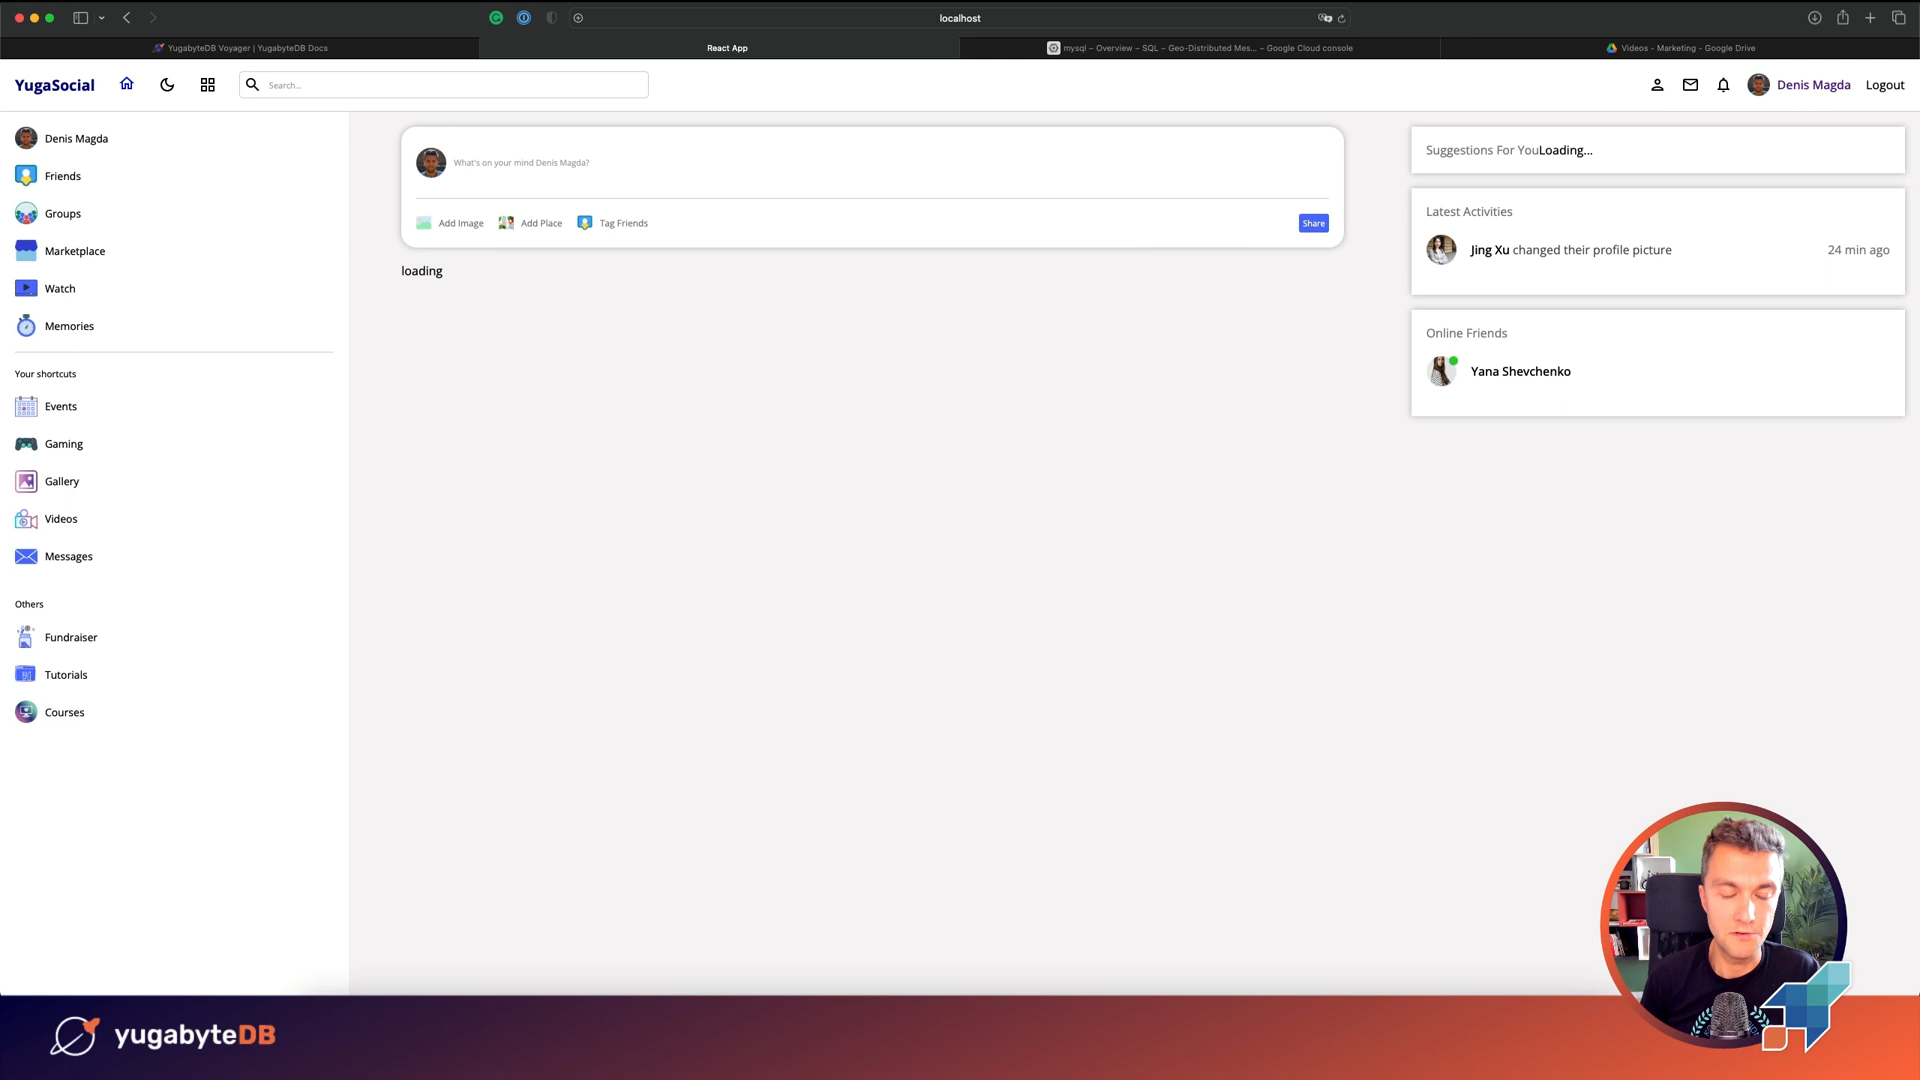 localhost
YugabyteDB Voyager | YugabyteDB Docs
React App
mysql – Overview – SQL – Geo-Distributed Mes... – Google Cloud console
Videos - Marketing - Google Drive
YugaSocial
Search...
Denis Magda
Logout
Denis Magda
Friends
Groups
Marketplace
Watch
Memories
Your shortcuts
Events
Gaming
Gallery
Videos
Messages
Others
Fundraiser
Tutorials
Courses
What's on your mind Denis Magda?
Add Image
Add Place
Tag Friends
Share
loading
Suggestions For YouLoading...
Latest Activities
Jing Xu changed their profile picture
24 min ago
Online Friends
Yana Shevchenko
yugabyteDB